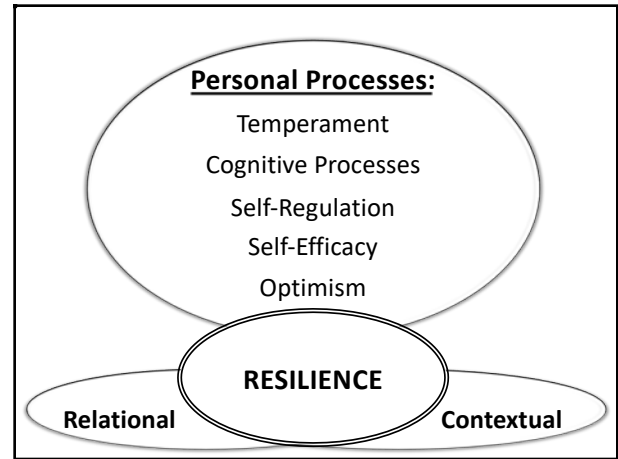 Personal Processes:
Temperament
Cognitive Processes
Self-Regulation
Self-Efficacy
Optimism
RESILIENCE
Relational
Contextual